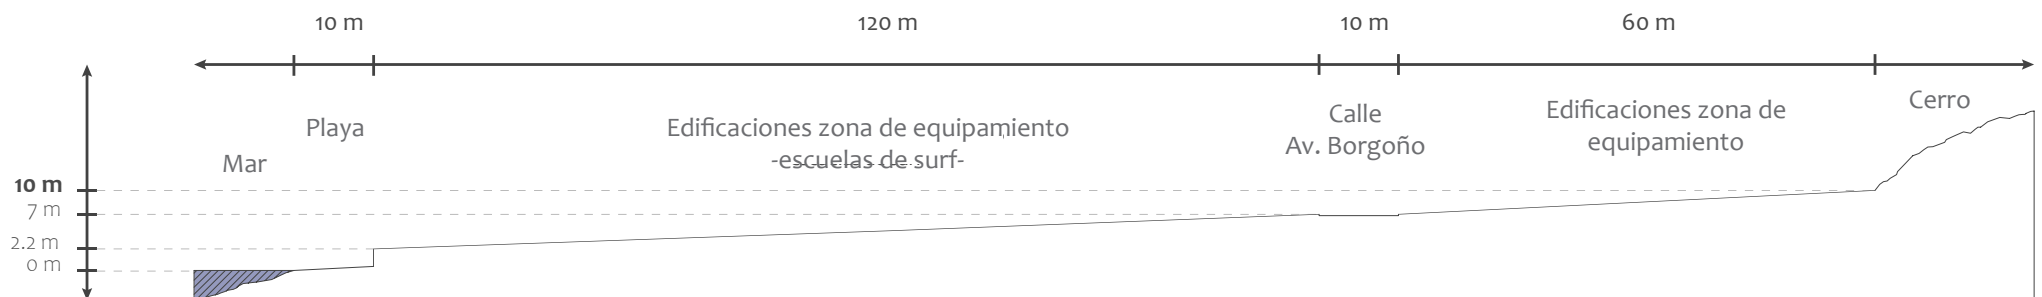 10 m
120 m
10 m
60 m
Playa
Mar
Edificaciones zona de equipamiento
-escuelas de surf-
Calle
Av. Borgoño
Edificaciones zona de
equipamiento
Cerro
10 m
7 m
2.2 m
0 m